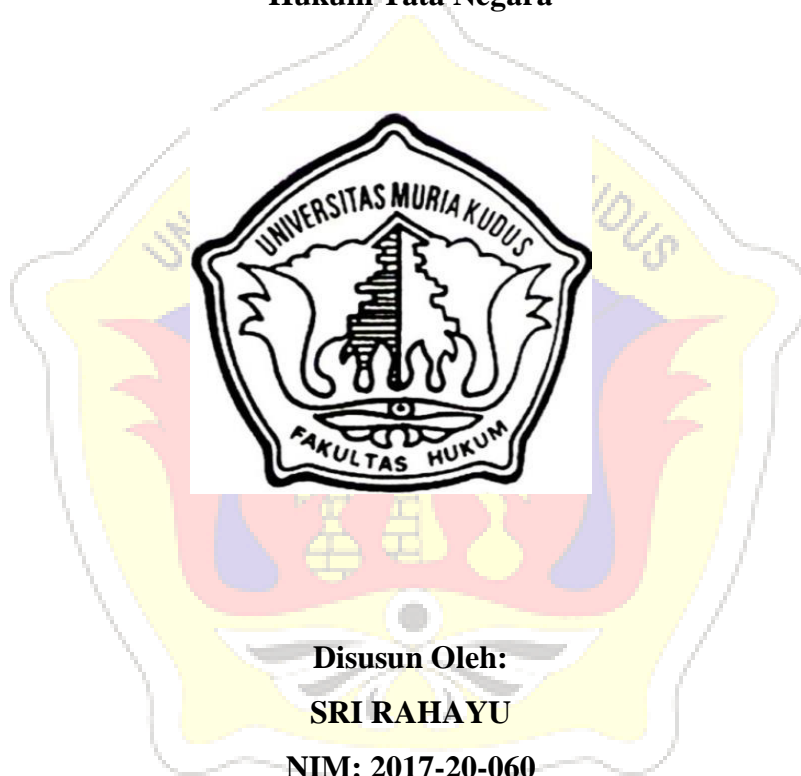 Hukum Tata Negara
UNIVERSITAS MURIA KUDUS
FAKULTAS HUKUM
Disusun Oleh:
SRI RAHAYU
NIM: 2017-20-060